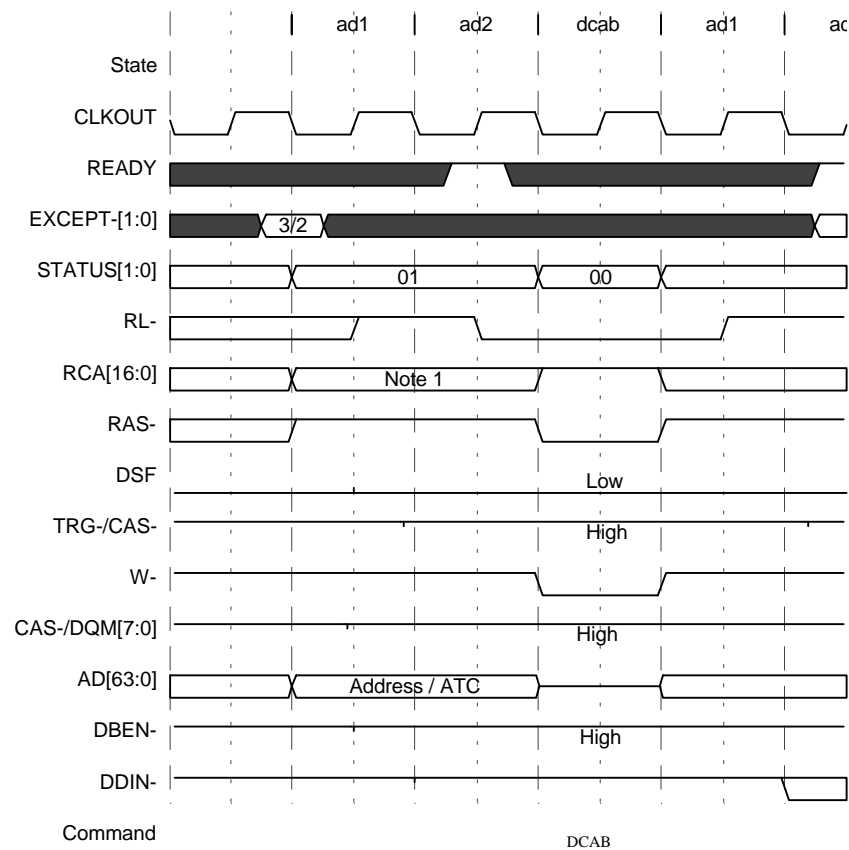 ad1 ad2 dcab ad1
State
CLKOUT
READY
EXCEPT-[1:0] 3/2
STATUS[1:0] 01 00
RL-
RCA[16:0] Note 1
RAS-
DSF Low
TRG-/CAS- High
W-
CAS-/DQM[7:0] High
AD[63:0] Address / ATC
DBEN- High
DDIN-
Command DCAB